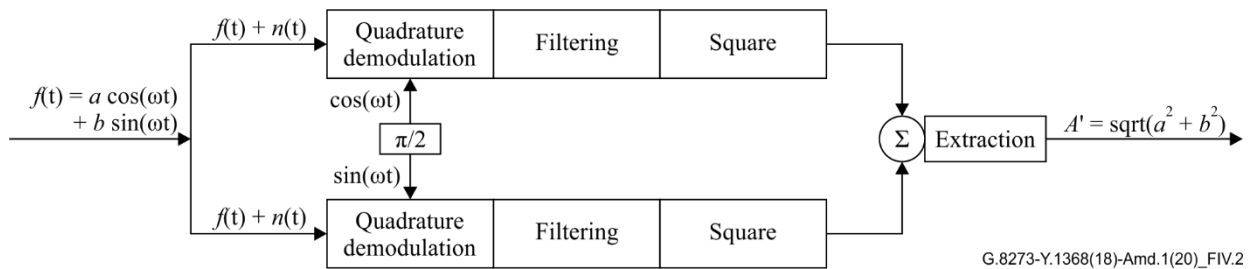 f(t) + n(t)
Quadrature
demodulation
Filtering
Square
f(t) = a cos(ωt)
+ b sin(ωt)
cos(ωt)
π/2
sin(ωt)
Σ
Extraction
A' = sqrt(a² + b²)
f(t) + n(t)
Quadrature
demodulation
Filtering
Square
G.8273-Y.1368(18)-Amd.1(20)_FIV.2